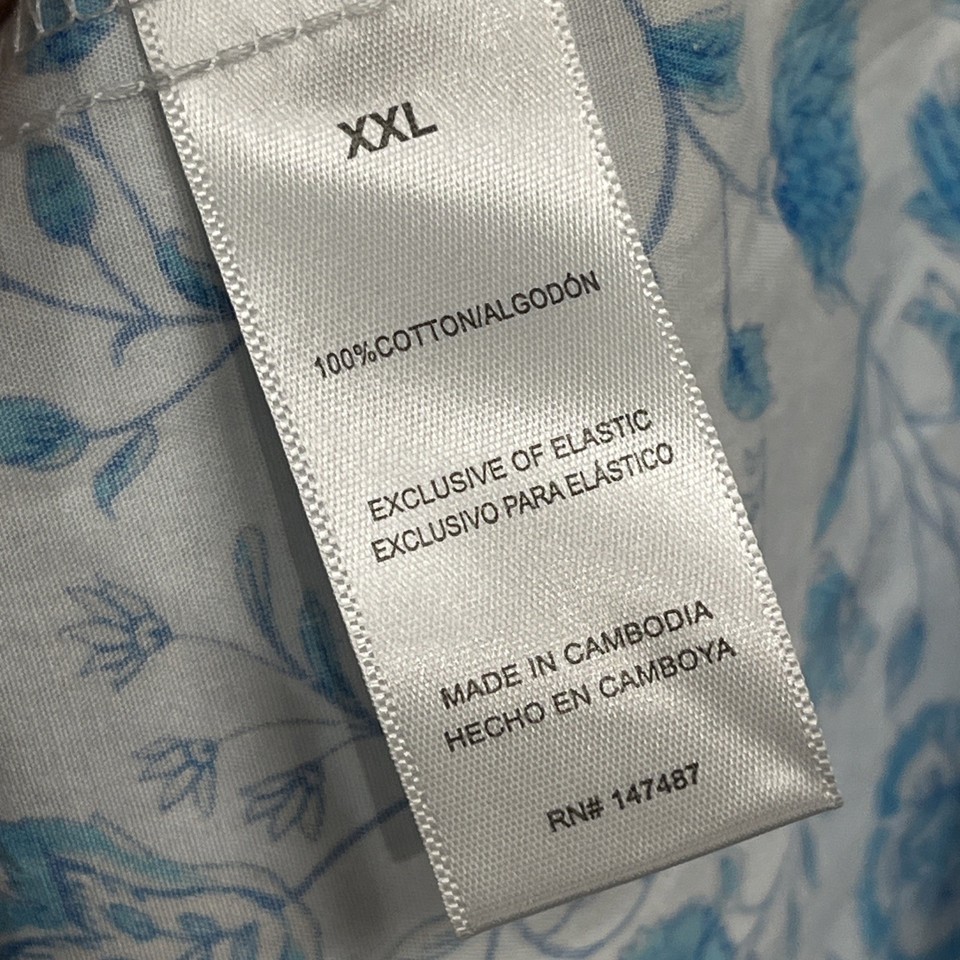 XXL
100%COTTON/ALGODÓN
EXCLUSIVE OF ELASTIC
EXCLUSIVO PARA ELÁSTICO
MADE IN CAMBODIA
HECHO EN CAMBOYA
RN# 147487